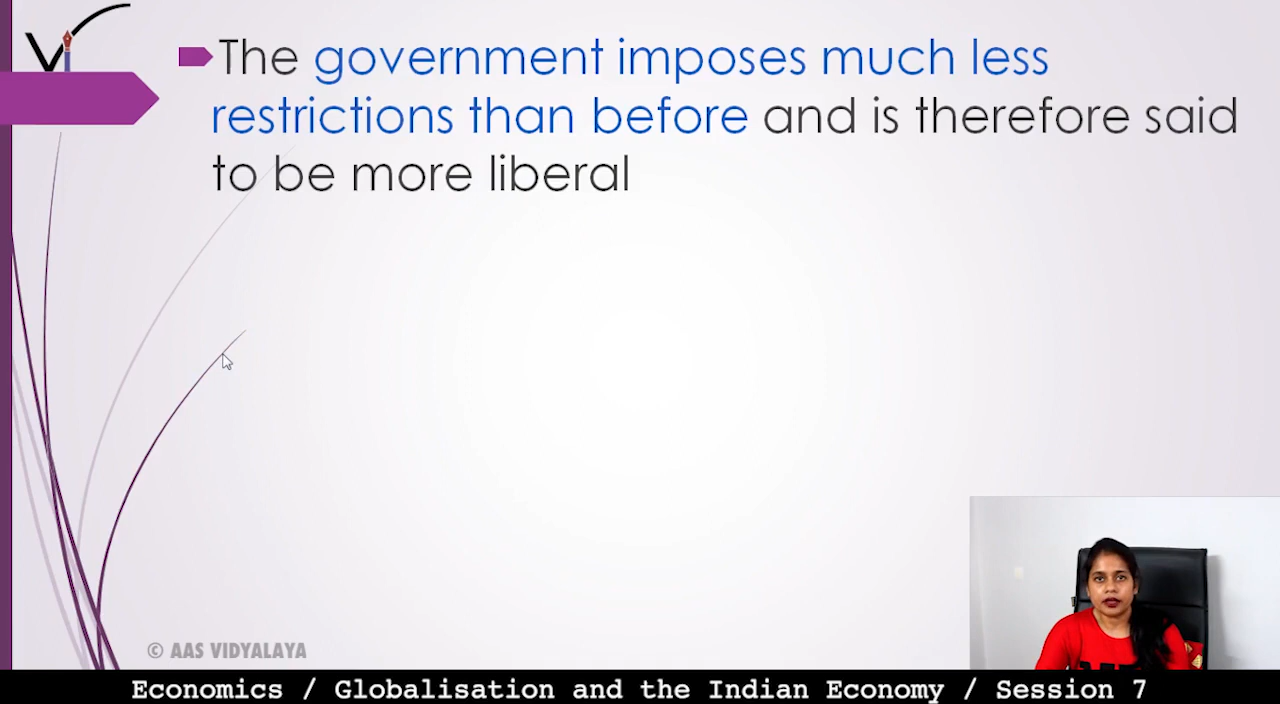 The government imposes much less
restrictions than before and is therefore said
to be more liberal
© AAS VIDYALAYA
Economics / Globalisation and the Indian Economy / Session 7